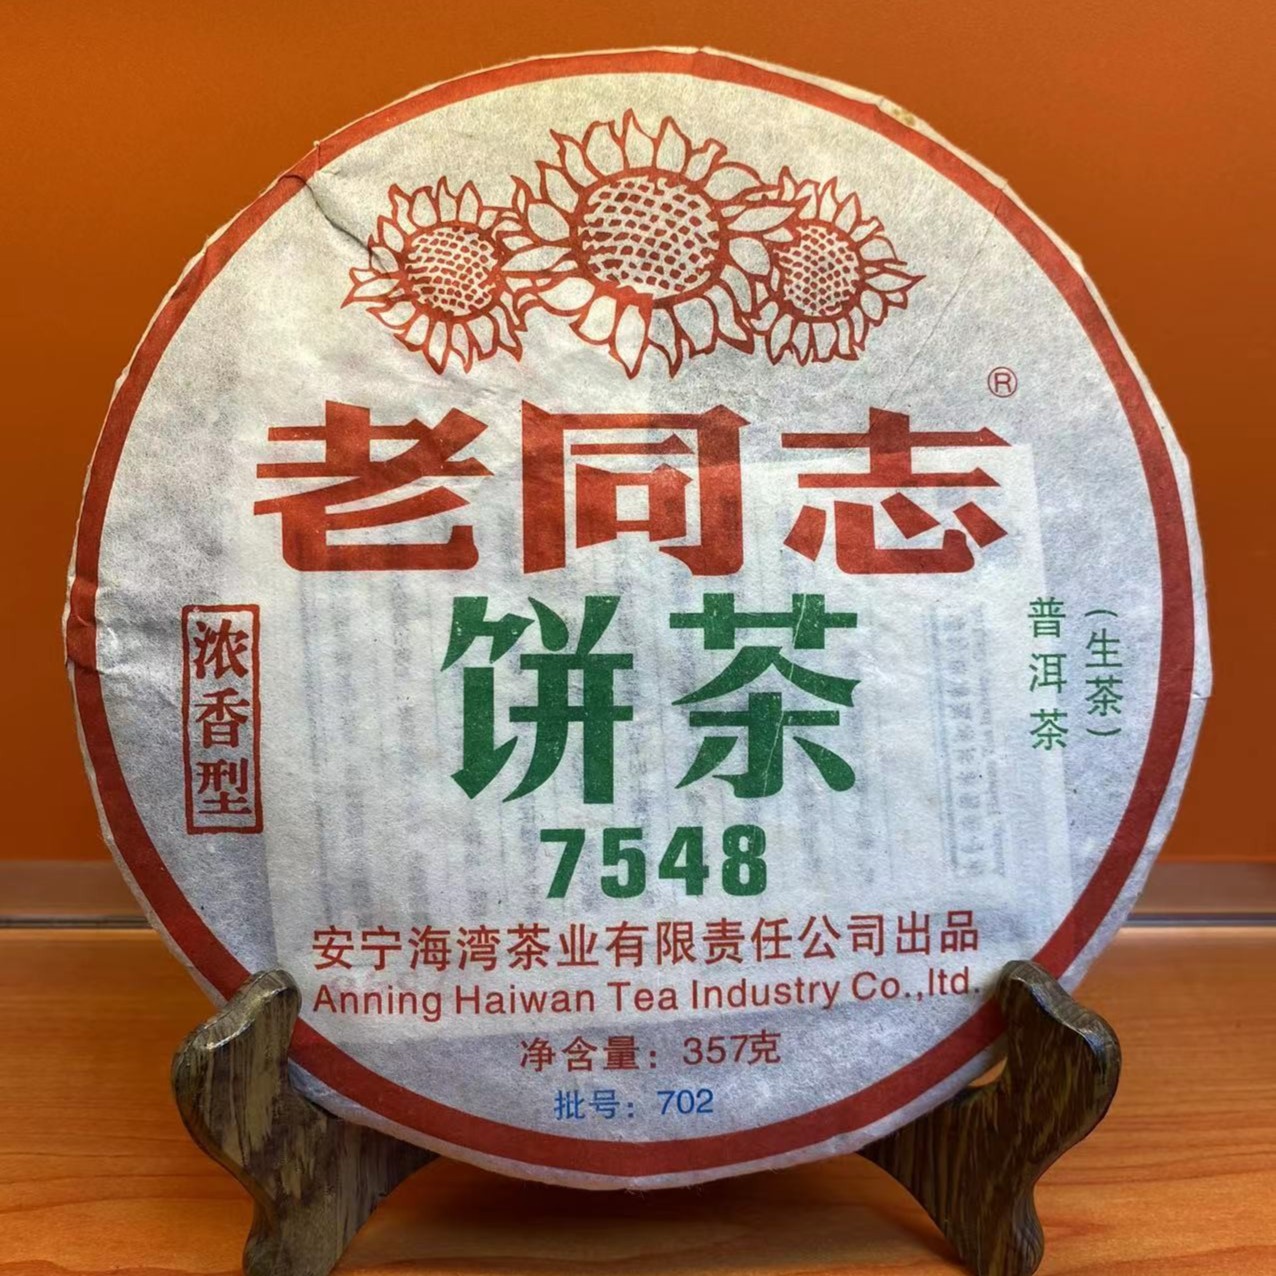 ®
老同志
饼茶
7548
浓香型
普洱茶
(生茶)
安宁海湾茶业有限责任公司出品
Anning Haiwan Tea Industry Co.,ltd.
净含量：357克
批号：702